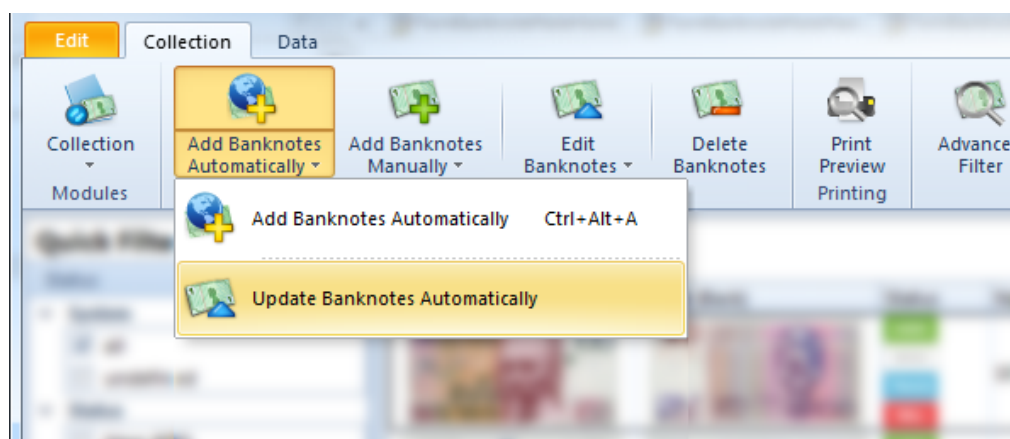 Edit Collection Data
Collection
Modules
Add Banknotes
Automatically
Add Banknotes
Manually
Edit
Banknotes
Delete
Banknotes
Print
Preview
Printing
Filter
Add Banknotes Automatically Ctrl+Alt+A
Update Banknotes Automatically
Quick